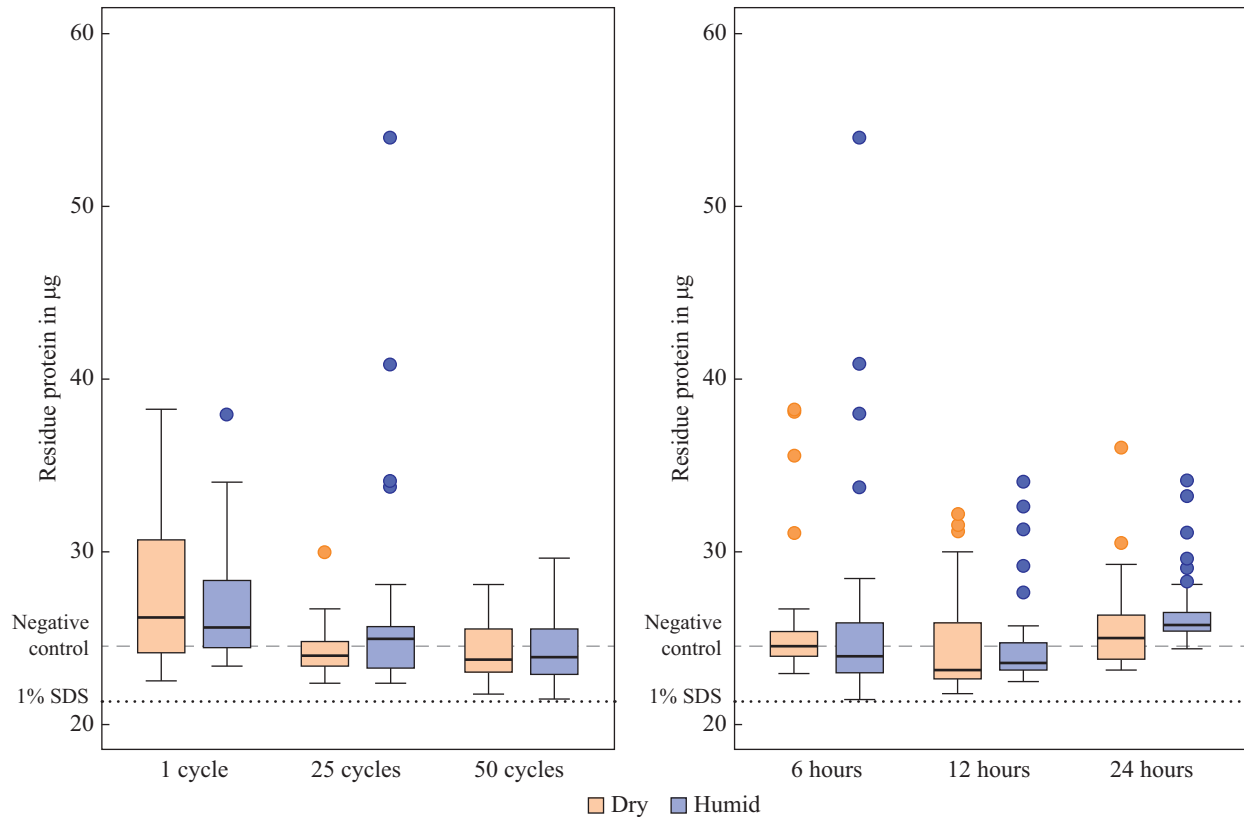 Residue protein in µg
60
50
40
30
20
Negative
control
1% SDS
1 cycle
25 cycles
50 cycles
Residue protein in µg
60
50
40
30
20
Negative
control
1% SDS
6 hours
12 hours
24 hours
Dry
Humid